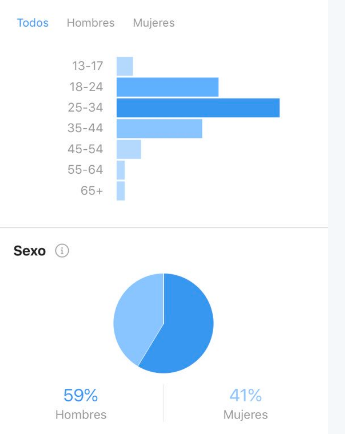 Todos Hombres Mujeres
13-17
18-24
25-34
35-44
45-54
55-64
65+
Sexo
59% 41%
Hombres Mujeres